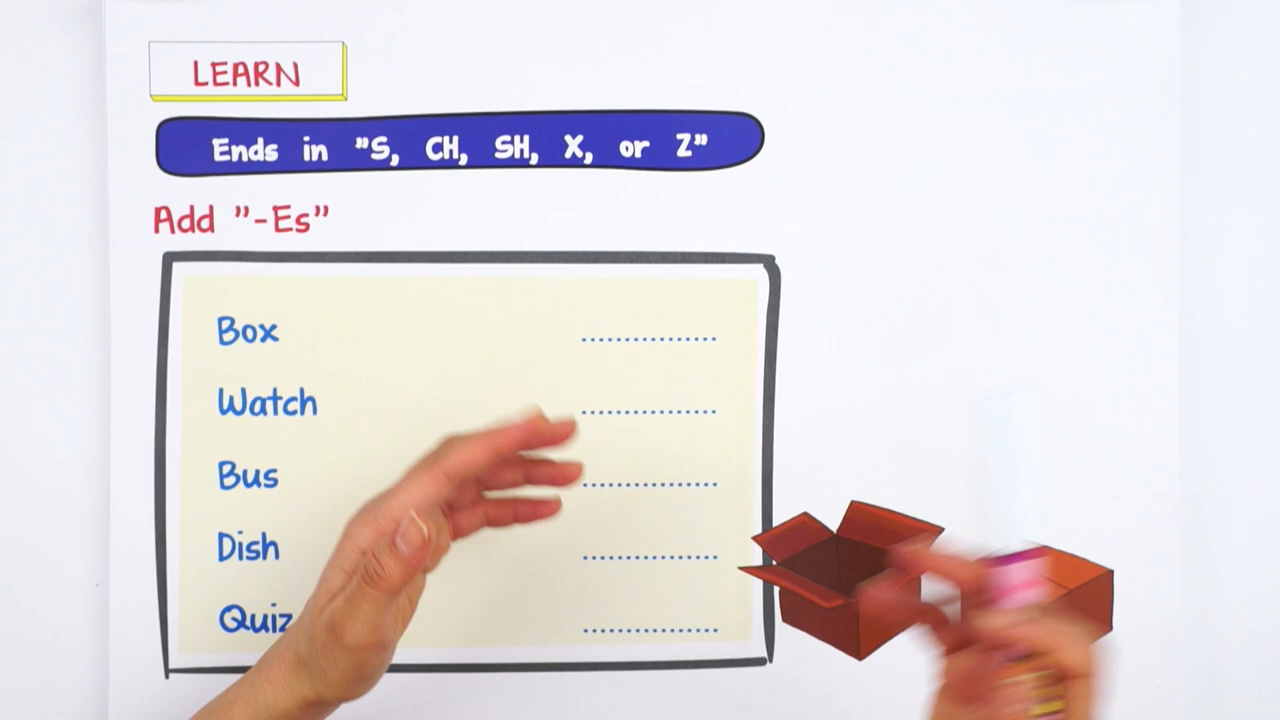 LEARN
Ends in "S, CH, SH, X, or Z"
Add "-Es"
Box ....................
Watch ....................
Bus ....................
Dish ....................
Quiz ....................